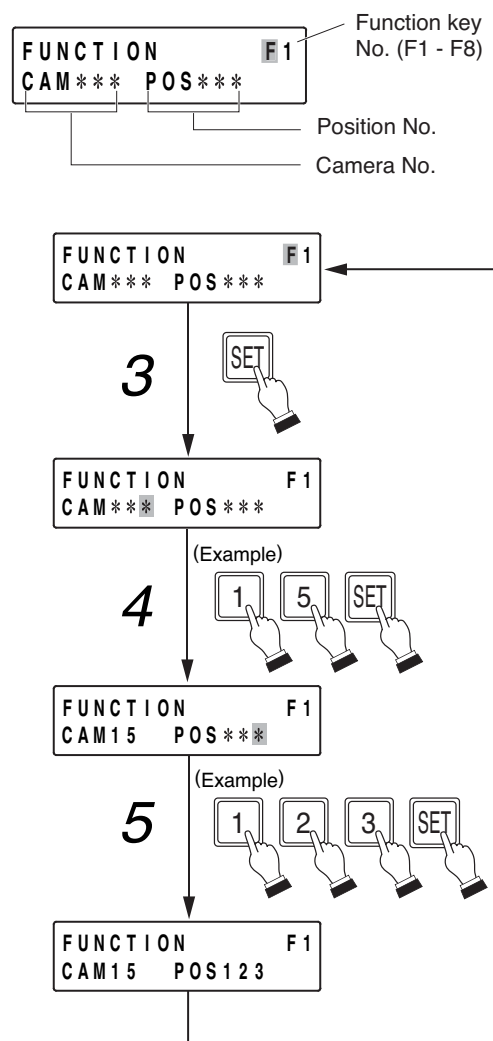 Function key
No. (F1 - F8)
FUNCTION F1
CAM*** POS***
Position No.
Camera No.
FUNCTION F1
CAM*** POS***
3
SET
FUNCTION F1
CAM*** POS***
(Example)
4
1 5 SET
FUNCTION F1
CAM15 POS***
(Example)
5
1 2 3 SET
FUNCTION F1
CAM15 POS123